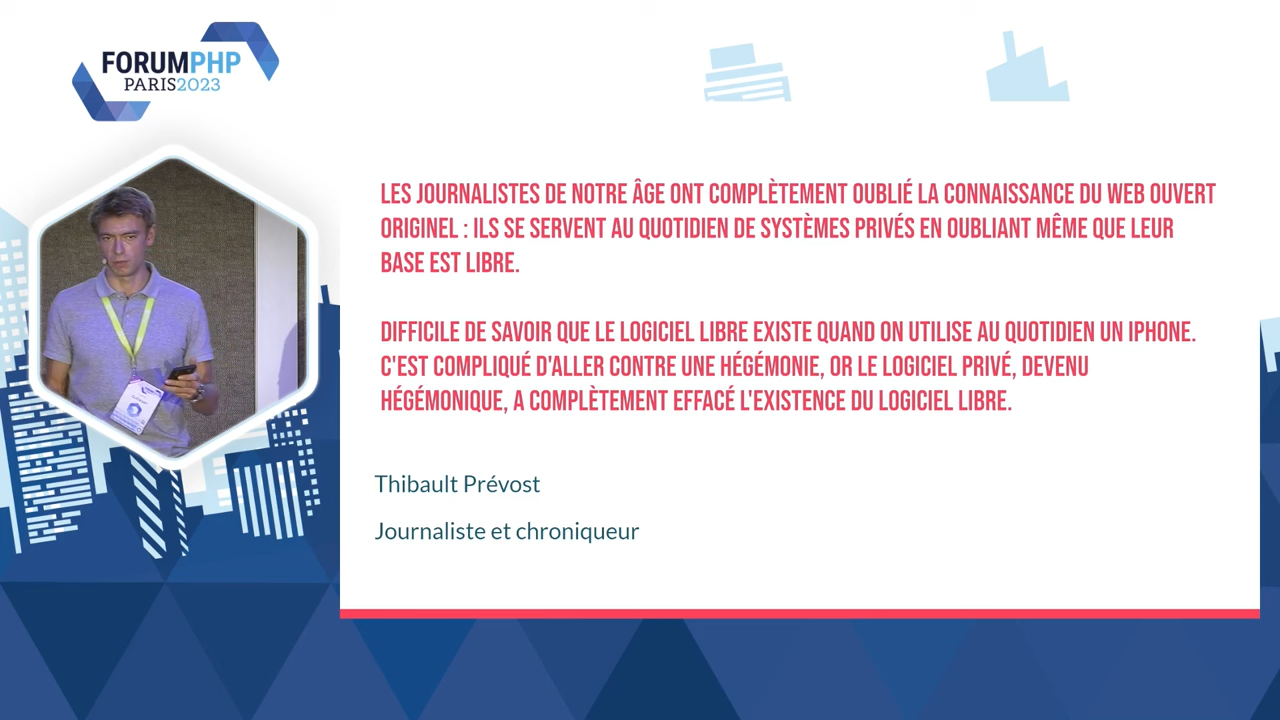 FORUMPHP
PARIS2023
LES JOURNALISTES DE NOTRE ÂGE ONT COMPLÈTEMENT OUBLIÉ LA CONNAISSANCE DU WEB OUVERT
ORIGINEL : ILS SE SERVENT AU QUOTIDIEN DE SYSTÈMES PRIVÉS EN OUBLIANT MÊME QUE LEUR
BASE EST LIBRE.
DIFFICILE DE SAVOIR QUE LE LOGICIEL LIBRE EXISTE QUAND ON UTILISE AU QUOTIDIEN UN IPHONE.
C'EST COMPLIQUÉ D'ALLER CONTRE UNE HÉGÉMONIE, OR LE LOGICIEL PRIVÉ, DEVENU
HÉGÉMONIQUE, A COMPLÈTEMENT EFFACÉ L'EXISTENCE DU LOGICIEL LIBRE.
Thibault Prévost
Journaliste et chroniqueur